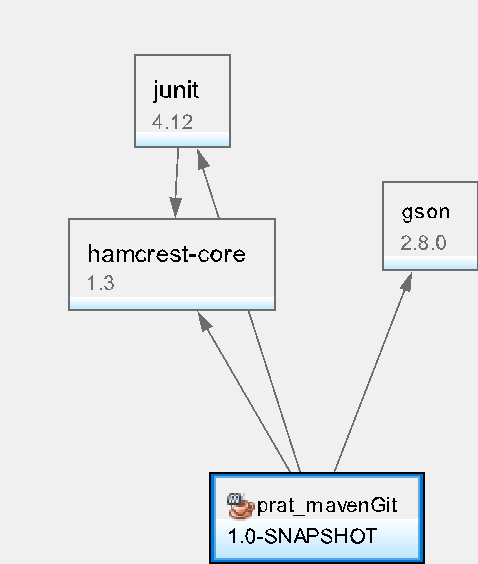 junit
4.12
gson
2.8.0
hamcrest-core
1.3
prat_mavenGit
1.0-SNAPSHOT